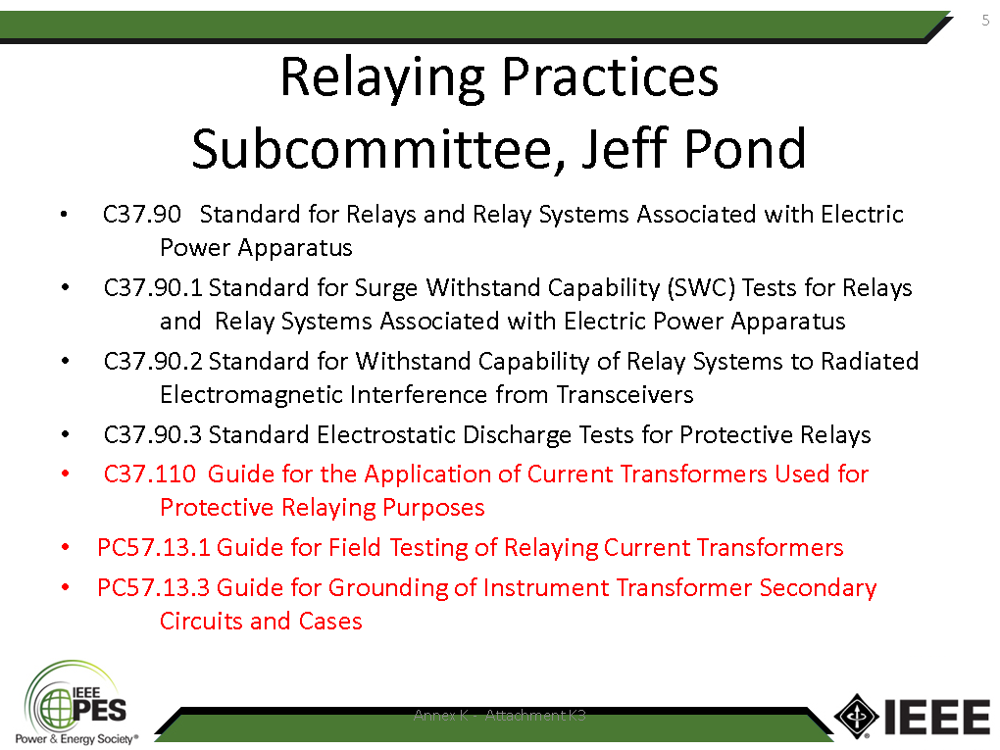 5
Relaying Practices
Subcommittee, Jeff Pond
• C37.90 Standard for Relays and Relay Systems Associated with Electric
Power Apparatus
• C37.90.1 Standard for Surge Withstand Capability (SWC) Tests for Relays
and Relay Systems Associated with Electric Power Apparatus
• C37.90.2 Standard for Withstand Capability of Relay Systems to Radiated
Electromagnetic Interference from Transceivers
• C37.90.3 Standard Electrostatic Discharge Tests for Protective Relays
• C37.110 Guide for the Application of Current Transformers Used for
Protective Relaying Purposes
• PC57.13.1 Guide for Field Testing of Relaying Current Transformers
• PC57.13.3 Guide for Grounding of Instrument Transformer Secondary
Circuits and Cases
IEEE
PES
Power & Energy Society®
Annex K - Attachment K3
IEEE